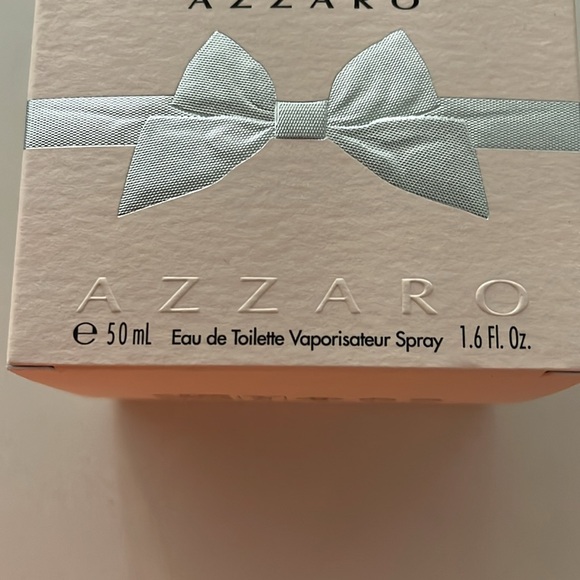 AZZARO
AZZARO
℮ 50 mL Eau de Toilette Vaporisateur Spray 1.6 Fl. Oz.